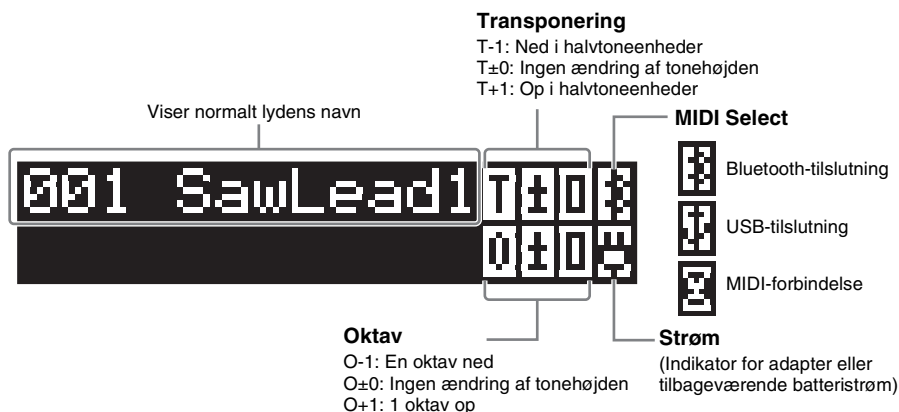 Transponering
T-1: Ned i halvtoneenheder
T±0: Ingen ændring af tonehøjden
T+1: Op i halvtoneenheder
Viser normalt lydens navn
MIDI Select
001 SawLead1 T±0
O±0
Bluetooth-tilslutning
USB-tilslutning
MIDI-forbindelse
Oktav
O-1: En oktav ned
O±0: Ingen ændring af tonehøjden
O+1: 1 oktav op
Strøm
(Indikator for adapter eller
tilbageværende batteristrøm)